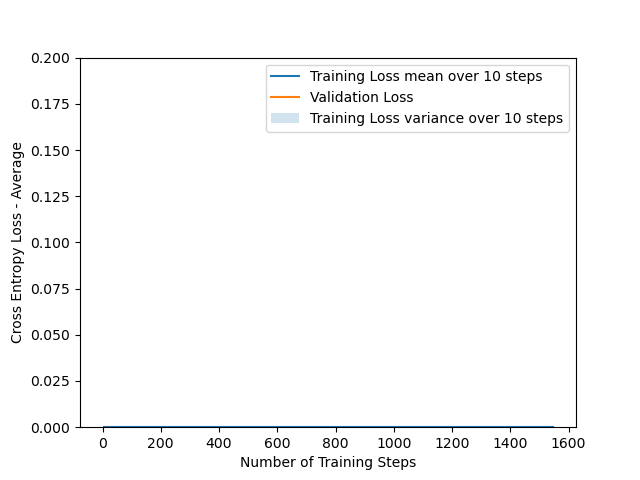 0.200
0.175
0.150
0.125
0.100
0.075
0.050
0.025
0.000
Cross Entropy Loss - Average
Training Loss mean over 10 steps
Validation Loss
Training Loss variance over 10 steps
0 200 400 600 800 1000 1200 1400 1600
Number of Training Steps